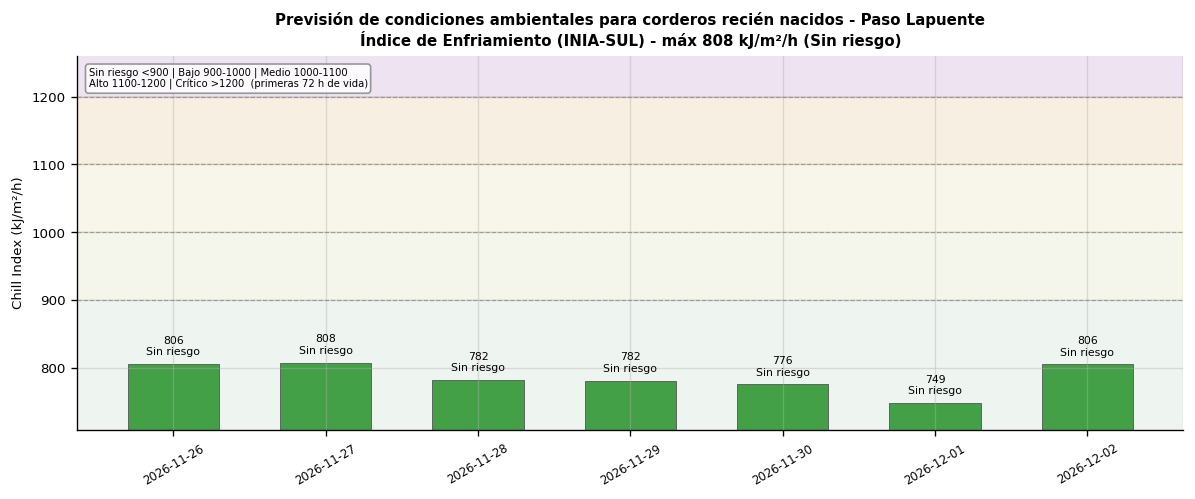 Previsión de condiciones ambientales para corderos recién nacidos - Paso Lapuente
Índice de Enfriamiento (INIA-SUL) - máx 808 kJ/m²/h (Sin riesgo)
Sin riesgo <900 | Bajo 900-1000 | Medio 1000-1100
Alto 1100-1200 | Crítico >1200  (primeras 72 h de vida)
Chill Index (kJ/m²/h)
1200
1100
1000
900
800
806
Sin riesgo
808
Sin riesgo
782
Sin riesgo
782
Sin riesgo
776
Sin riesgo
749
Sin riesgo
806
Sin riesgo
2026-11-26
2026-11-27
2026-11-28
2026-11-29
2026-11-30
2026-12-01
2026-12-02